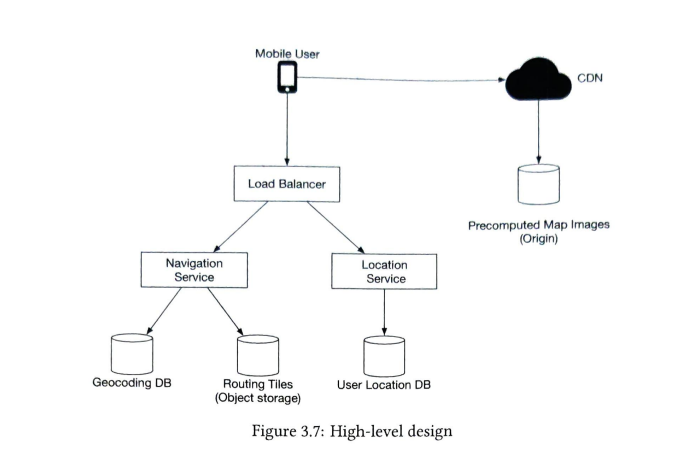 Mobile User
CDN
Load Balancer
Precomputed Map Images
(Origin)
Navigation
Service
Location
Service
Geocoding DB
Routing Tiles
(Object storage)
User Location DB
Figure 3.7: High-level design